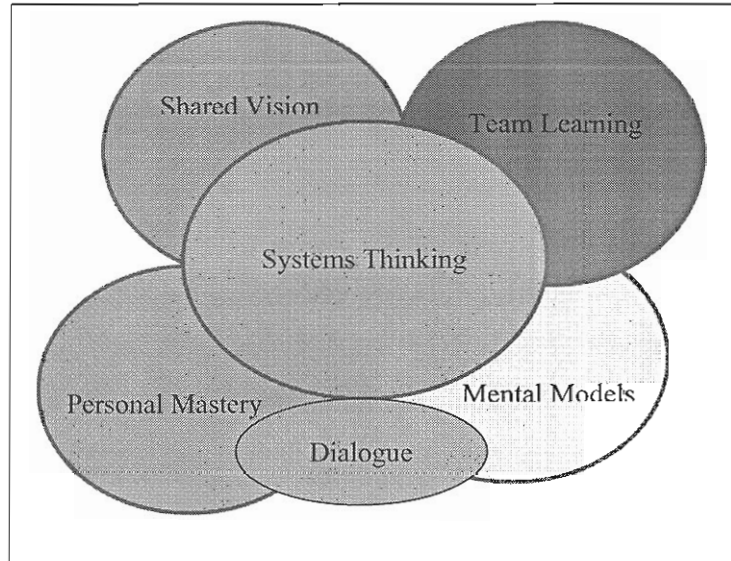 Shared Vision
Team Learning
Systems Thinking
Personal Mastery
Mental Models
Dialogue